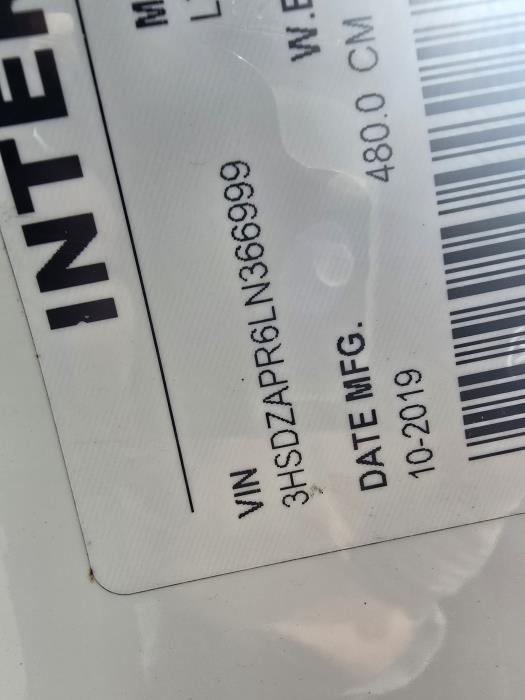 INTER
M
L
VIN
3HSDZAPR6LN366999
W.B
DATE MFG.
10-2019
480.0 CM